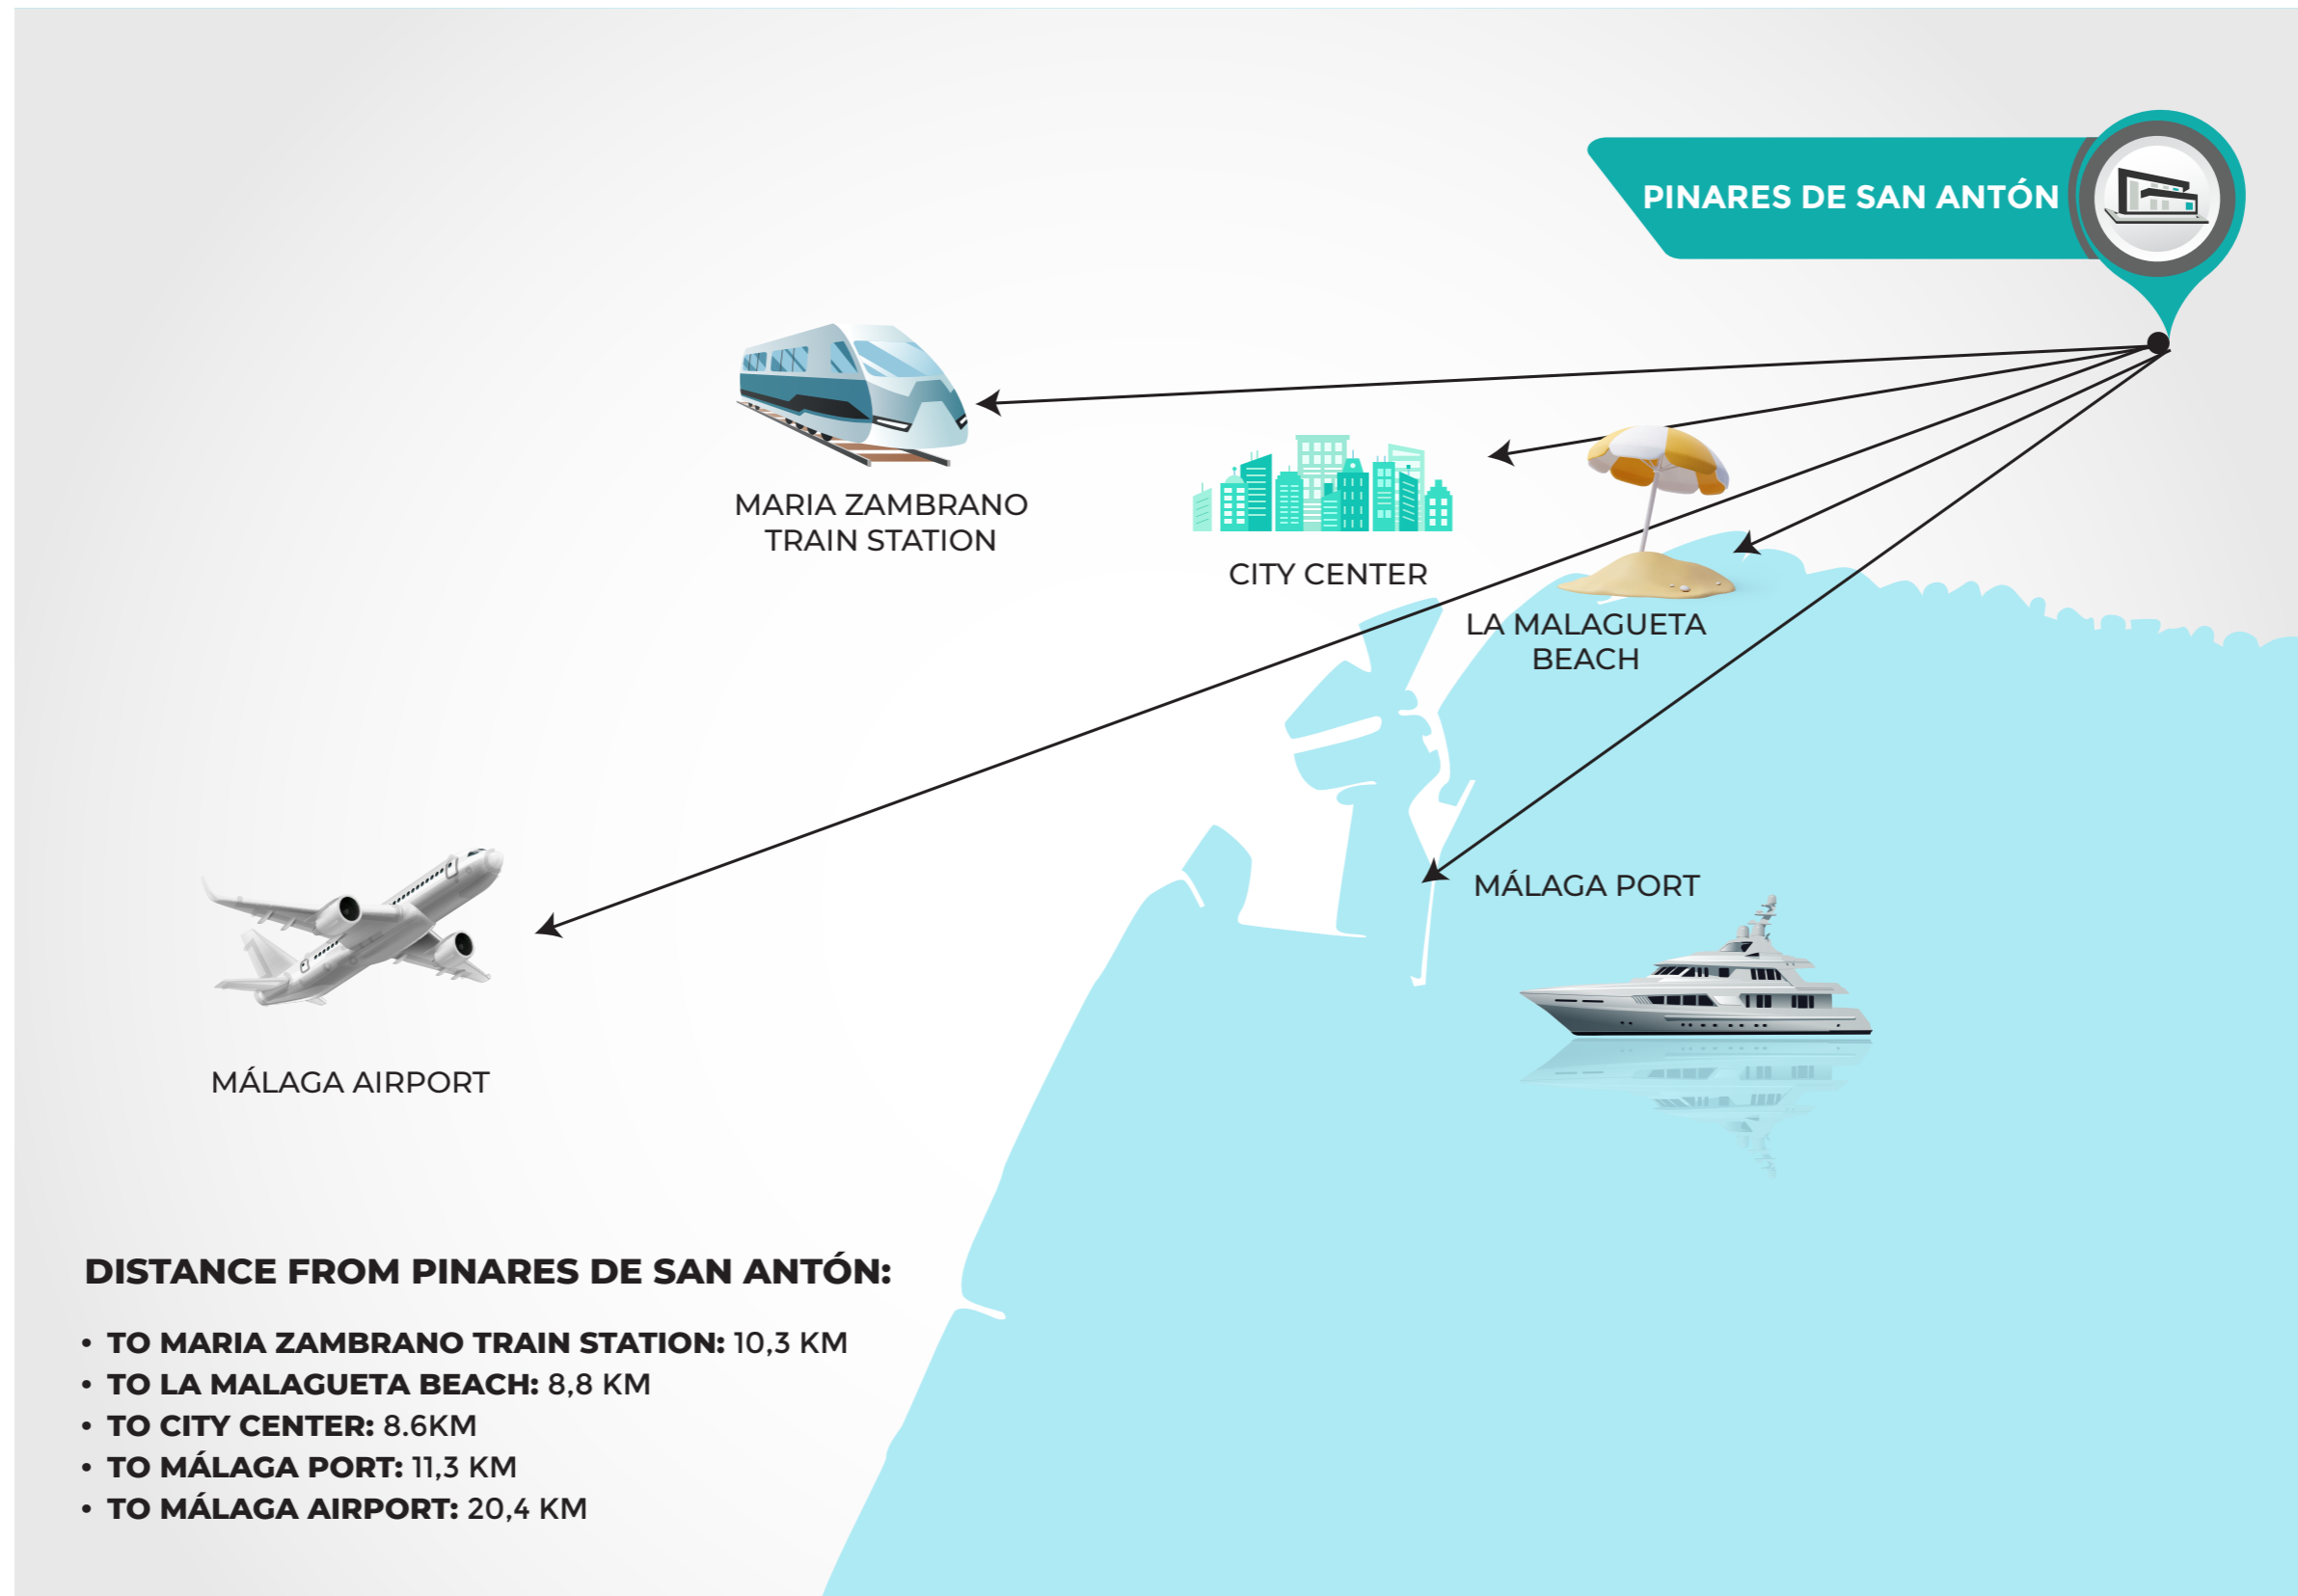 PINARES DE SAN ANTÓN
MARIA ZAMBRANO
TRAIN STATION
CITY CENTER
LA MALAGUETA
BEACH
MÁLAGA PORT
MÁLAGA AIRPORT
DISTANCE FROM PINARES DE SAN ANTÓN:
• TO MARIA ZAMBRANO TRAIN STATION: 10,3 KM
• TO LA MALAGUETA BEACH: 8,8 KM
• TO CITY CENTER: 8.6KM
• TO MÁLAGA PORT: 11,3 KM
• TO MÁLAGA AIRPORT: 20,4 KM